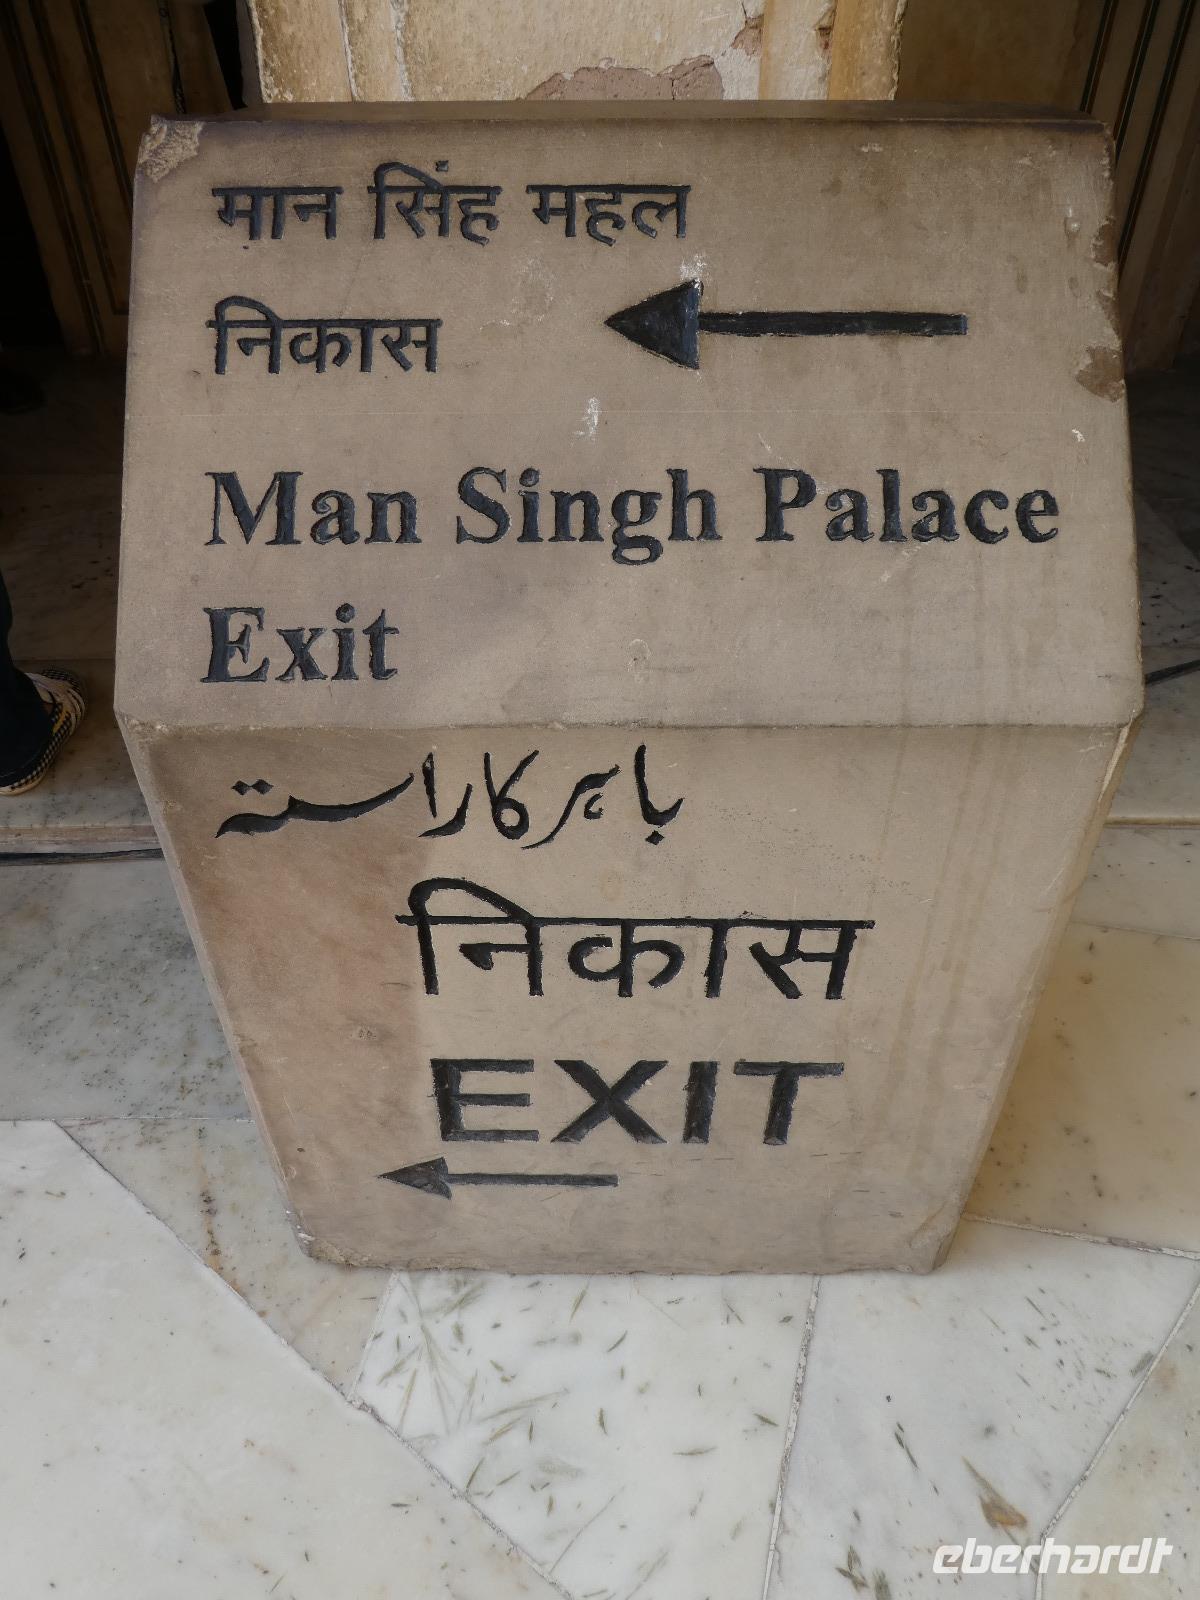 मान सिंह महल
निकास
Man Singh Palace
Exit
باہر کا راستہ
निकास
EXIT
eberhardt